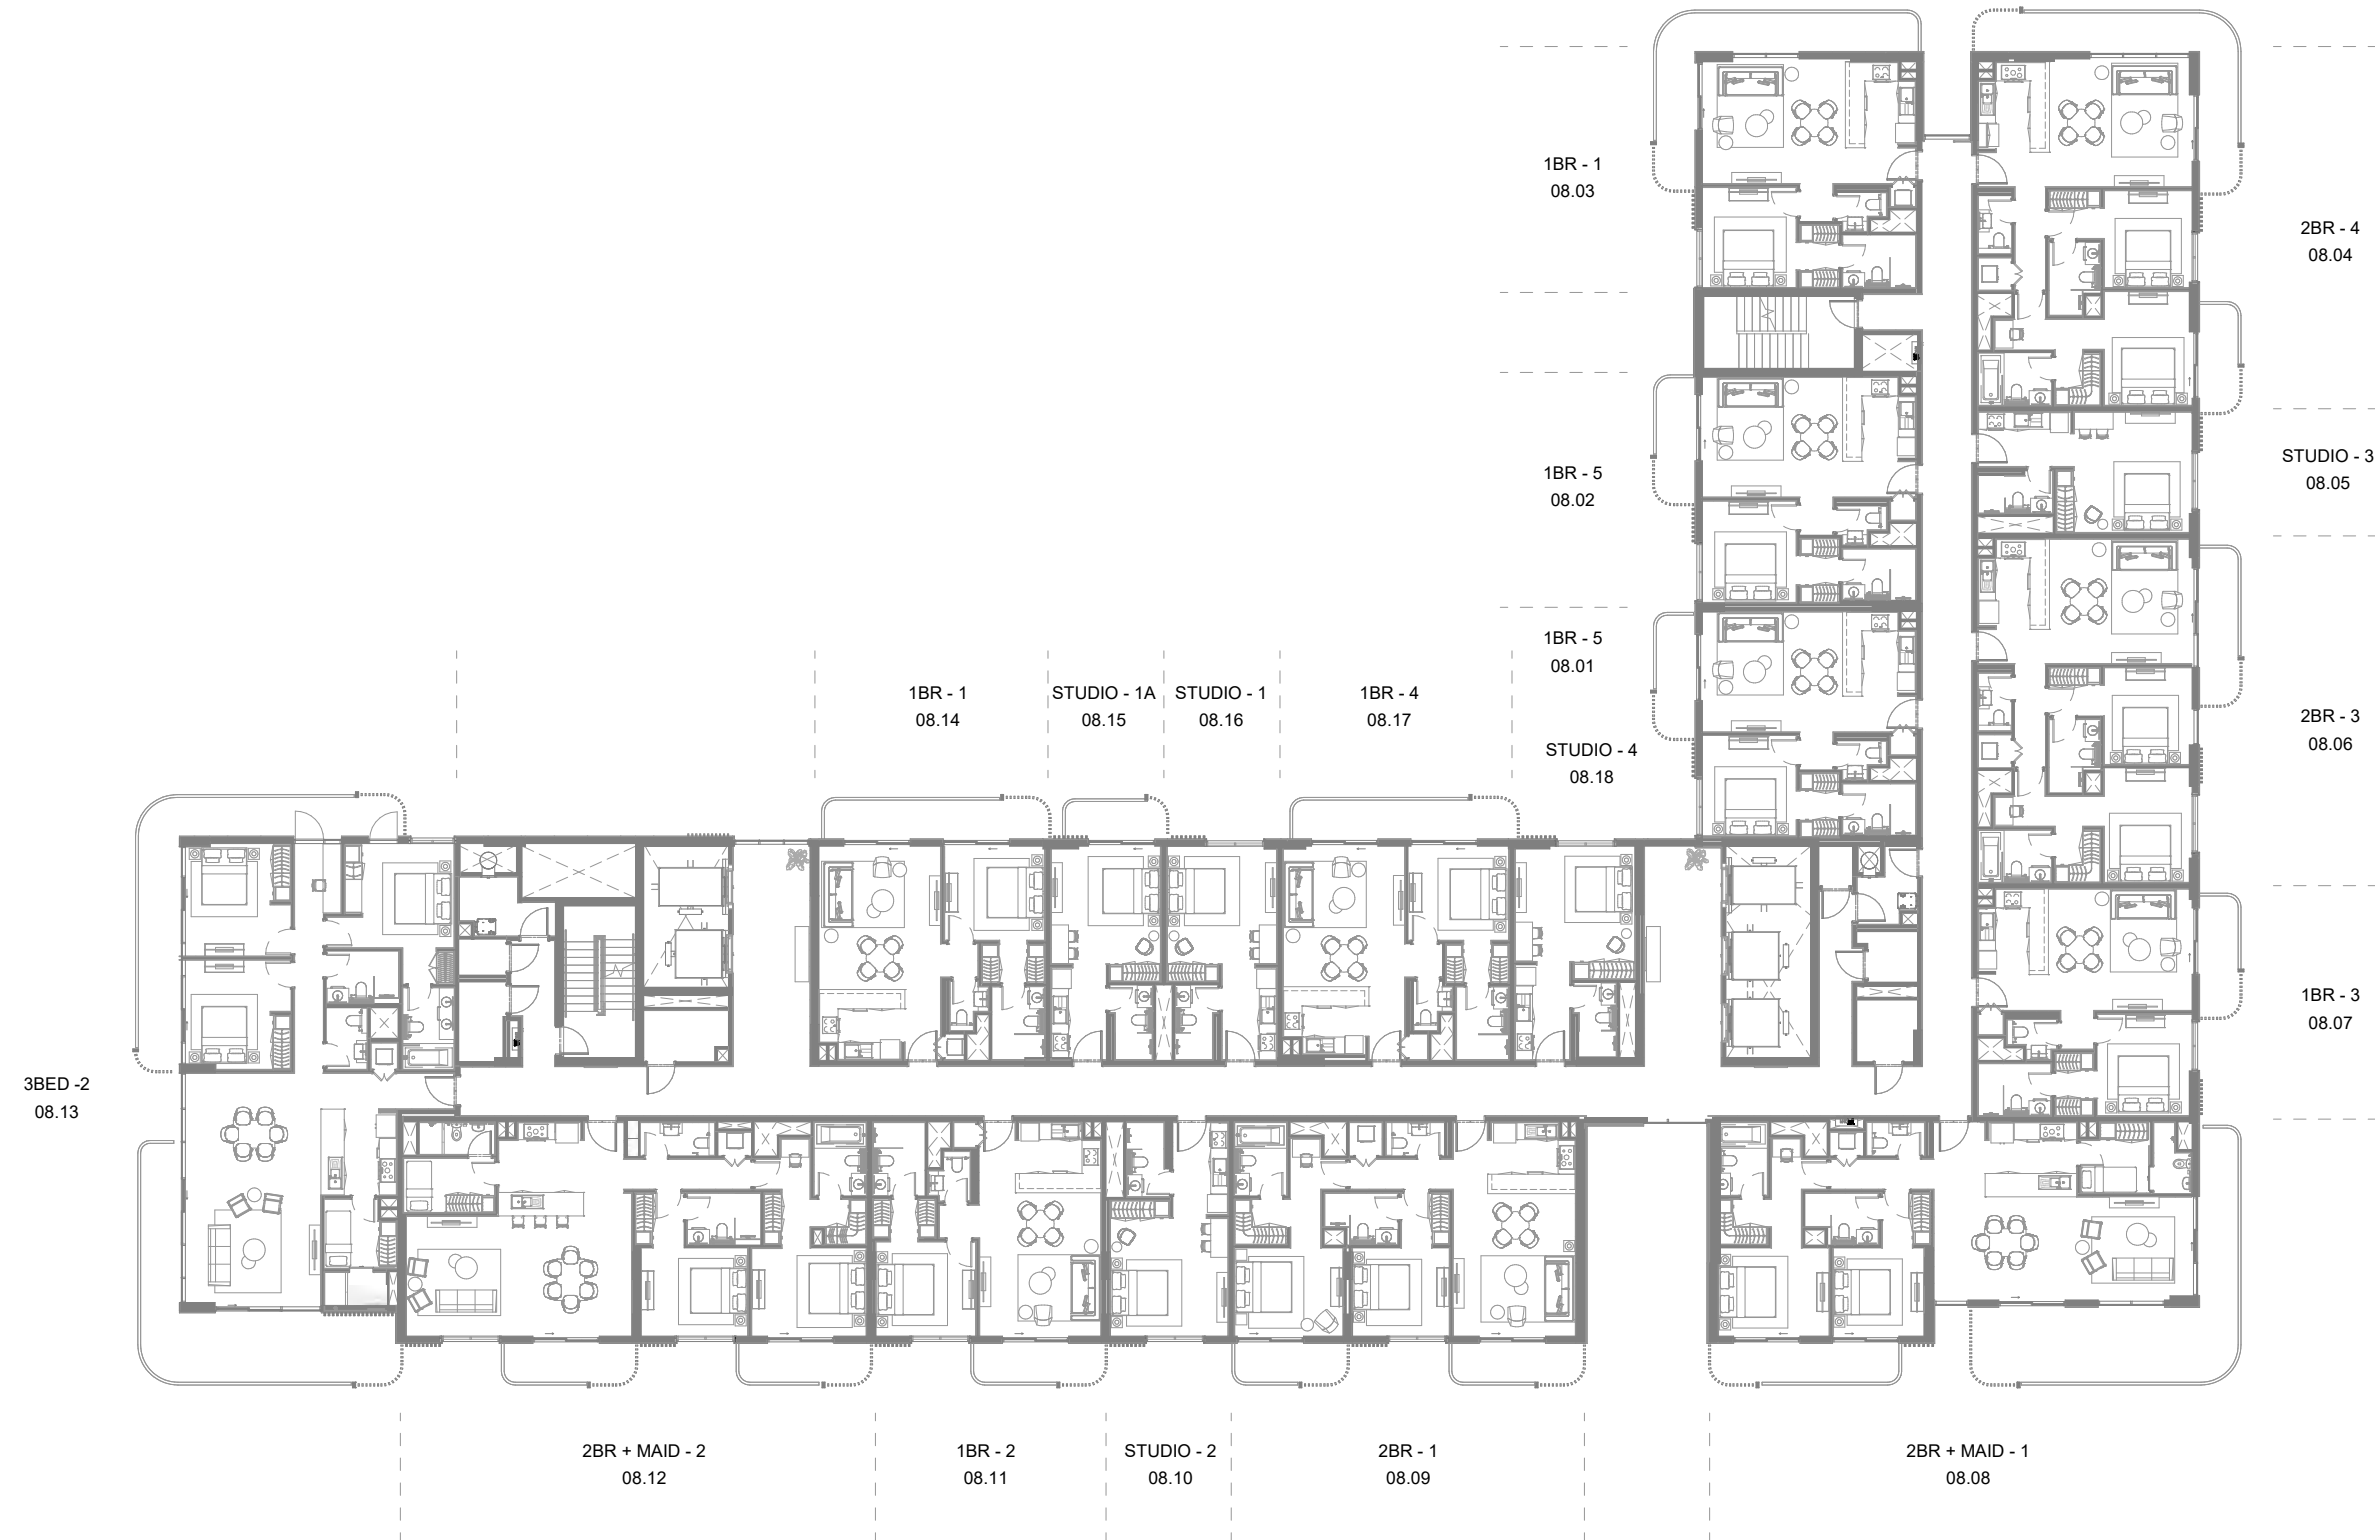 1BR - 1
08.03
2BR - 4
08.04
1BR - 5
08.02
STUDIO - 3
08.05
1BR - 5
08.01
1BR - 1
08.14
STUDIO - 1A
08.15
STUDIO - 1
08.16
1BR - 4
08.17
STUDIO - 4
08.18
2BR - 3
08.06
1BR - 3
08.07
3BED -2
08.13
2BR + MAID - 2
08.12
1BR - 2
08.11
STUDIO - 2
08.10
2BR - 1
08.09
2BR + MAID - 1
08.08